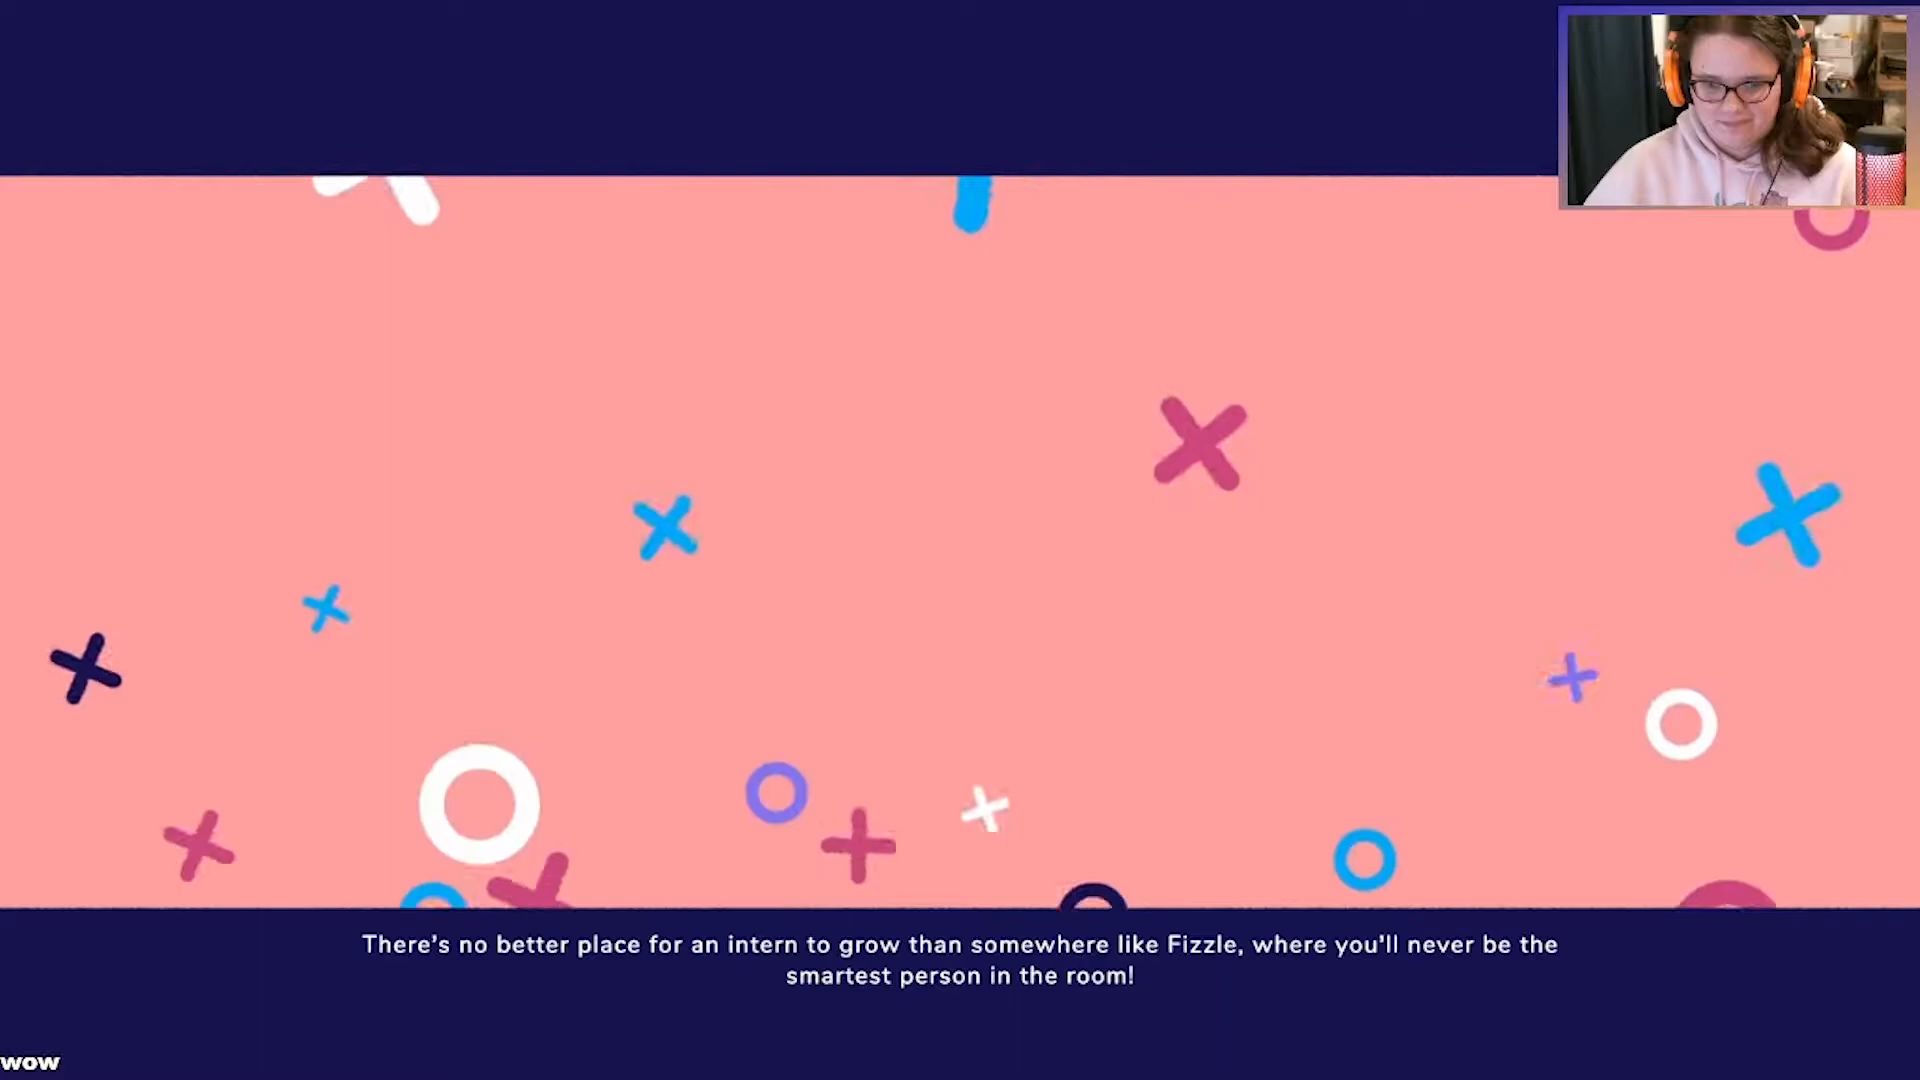 There's no better place for an intern to grow than somewhere like Fizzle, where you'll never be the
smartest person in the room!
wow